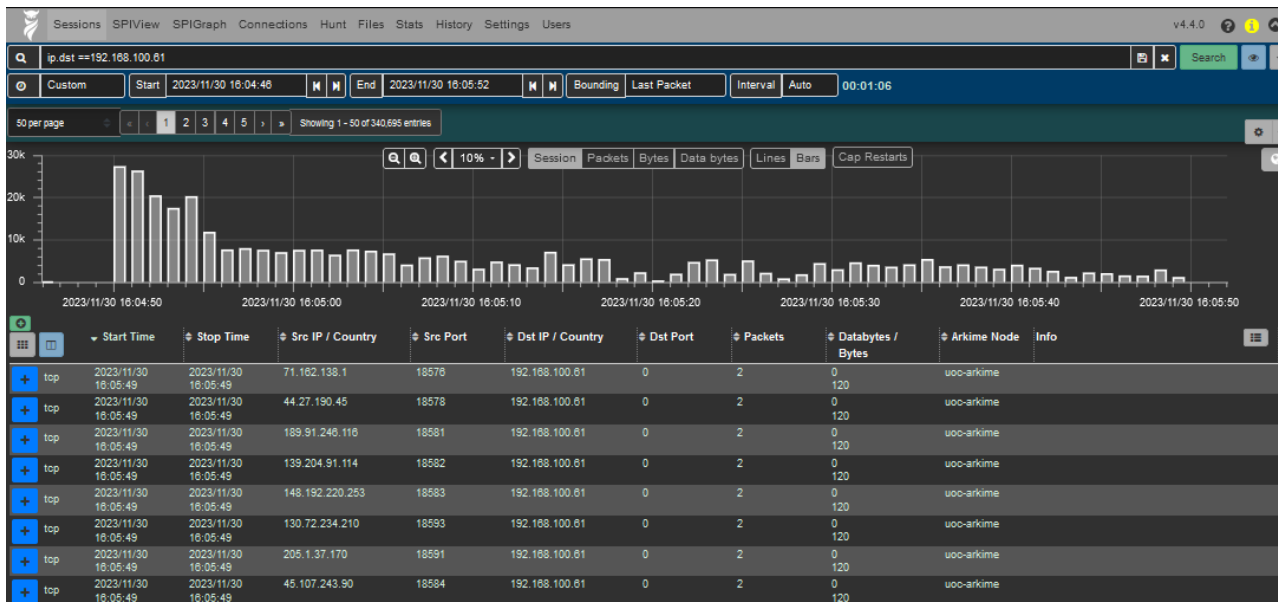 Sessions SPIView SPIGraph Connections Hunt Files Stats History Settings Users v4.4.0
ip.dst ==192.168.100.61 Search
Custom Start 2023/11/30 16:04:46 End 2023/11/30 16:05:52 Bounding Last Packet Interval Auto 00:01:06
50 per page « ‹ 1 2 3 4 5 › » Showing 1 - 50 of 340,695 entries
30k 10% Session Packets Bytes Data bytes Lines Bars Cap Restarts
20k
10k
0
2023/11/30 16:04:50 2023/11/30 16:05:00 2023/11/30 16:05:10 2023/11/30 16:05:20 2023/11/30 16:05:30 2023/11/30 16:05:40 2023/11/30 16:05:50
Start Time Stop Time Src IP / Country Src Port Dst IP / Country Dst Port Packets Databytes / Arkime Node Info
Bytes
tcp 2023/11/30 2023/11/30 71.162.138.1 18576 192.168.100.61 0 2 0 uoc-arkime
16:05:49 16:05:49 120
tcp 2023/11/30 2023/11/30 44.27.190.45 18578 192.168.100.61 0 2 0 uoc-arkime
16:05:49 16:05:49 120
tcp 2023/11/30 2023/11/30 189.91.246.116 18581 192.168.100.61 0 2 0 uoc-arkime
16:05:49 16:05:49 120
tcp 2023/11/30 2023/11/30 139.204.91.114 18582 192.168.100.61 0 2 0 uoc-arkime
16:05:49 16:05:49 120
tcp 2023/11/30 2023/11/30 148.192.220.253 18583 192.168.100.61 0 2 0 uoc-arkime
16:05:49 16:05:49 120
tcp 2023/11/30 2023/11/30 130.72.234.210 18593 192.168.100.61 0 2 0 uoc-arkime
16:05:49 16:05:49 120
tcp 2023/11/30 2023/11/30 205.1.37.170 18591 192.168.100.61 0 2 0 uoc-arkime
16:05:49 16:05:49 120
tcp 2023/11/30 2023/11/30 45.107.243.90 18584 192.168.100.61 0 2 0 uoc-arkime
16:05:49 16:05:49 120